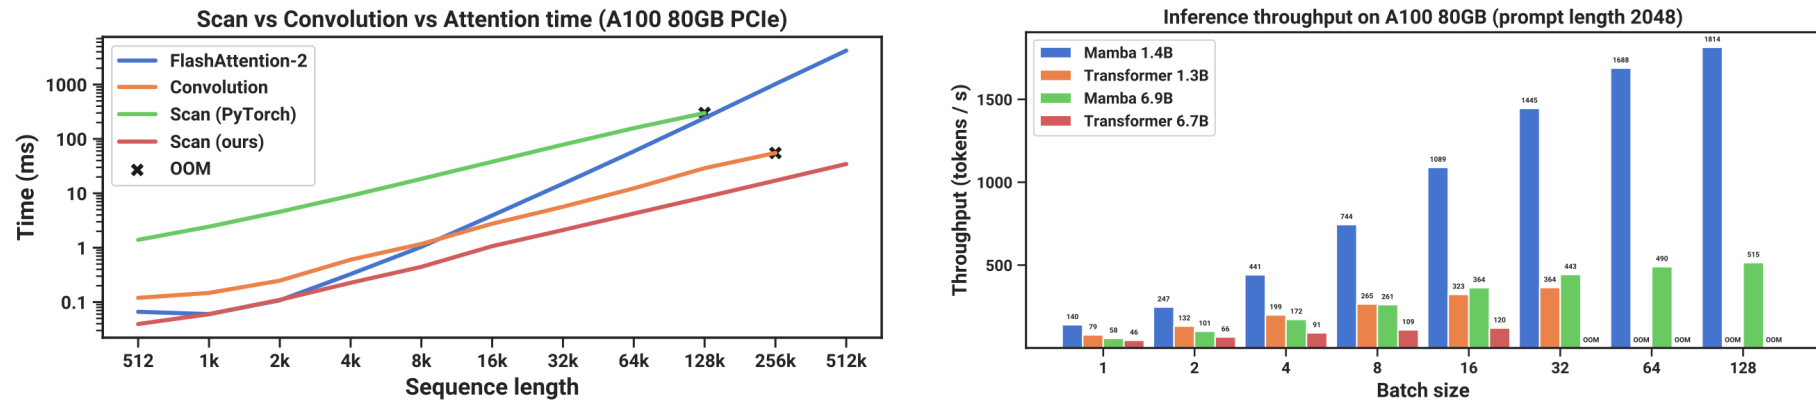 Scan vs Convolution vs Attention time (A100 80GB PCIe)
FlashAttention-2
Convolution
Scan (PyTorch)
Scan (ours)
OOM
Time (ms)
1000
100
10
1
0.1
512 1k 2k 4k 8k 16k 32k 64k 128k 256k 512k
Sequence length
Inference throughput on A100 80GB (prompt length 2048)
Mamba 1.4B
Transformer 1.3B
Mamba 6.9B
Transformer 6.7B
Throughput (tokens / s)
1500
1000
500
140 79 58 46
247 132 101 66
441 199 172 91
744 265 261 109
1089 323 364 120
1445 364 443 OOM
1688 OOM 490 OOM
1814 OOM 515 OOM
1 2 4 8 16 32 64 128
Batch size